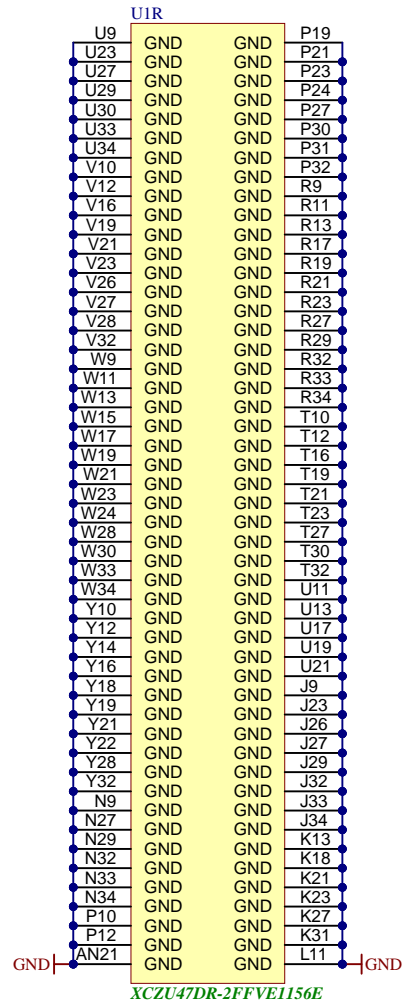 U1R
U9 GND GND P19
U23 GND GND P21
U27 GND GND P23
U29 GND GND P24
U30 GND GND P27
U33 GND GND P30
U34 GND GND P31
V10 GND GND P32
V12 GND GND R9
V16 GND GND R11
V19 GND GND R13
V21 GND GND R17
V23 GND GND R19
V26 GND GND R21
V27 GND GND R23
V28 GND GND R27
V32 GND GND R29
W9 GND GND R32
W11 GND GND R33
W13 GND GND R34
W15 GND GND T10
W17 GND GND T12
W19 GND GND T16
W21 GND GND T19
W23 GND GND T21
W24 GND GND T23
W28 GND GND T27
W30 GND GND T30
W33 GND GND T32
W34 GND GND U11
Y10 GND GND U13
Y12 GND GND U17
Y14 GND GND U19
Y16 GND GND U21
Y18 GND GND J9
Y19 GND GND J23
Y21 GND GND J26
Y22 GND GND J27
Y28 GND GND J29
Y32 GND GND J32
N9 GND GND J33
N27 GND GND J34
N29 GND GND K13
N32 GND GND K18
N33 GND GND K21
N34 GND GND K23
P10 GND GND K27
P12 GND GND K31
GND AN21 GND GND L11 GND
XCZU47DR-2FFVE1156E